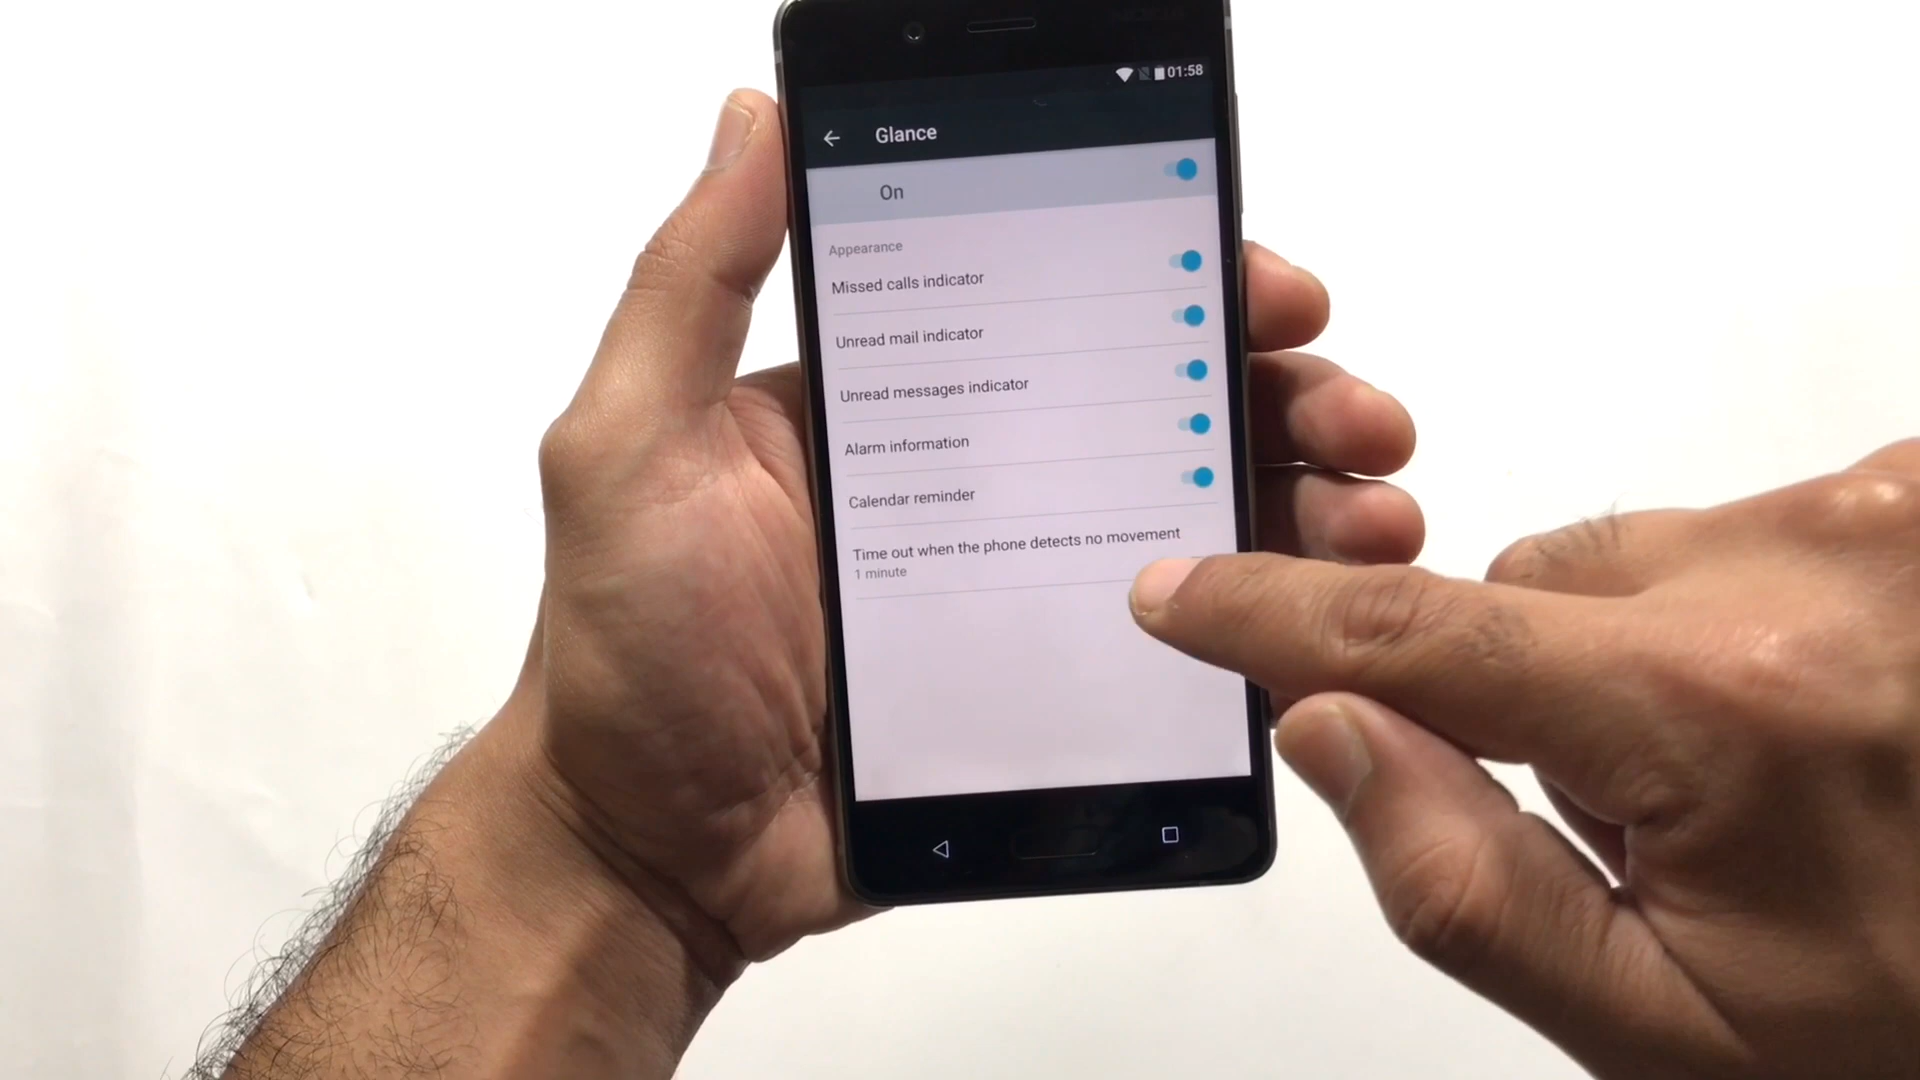 01:58
Glance
On
Appearance
Missed calls indicator
Unread mail indicator
Unread messages indicator
Alarm information
Calendar reminder
Time out when the phone detects no movement
1 minute